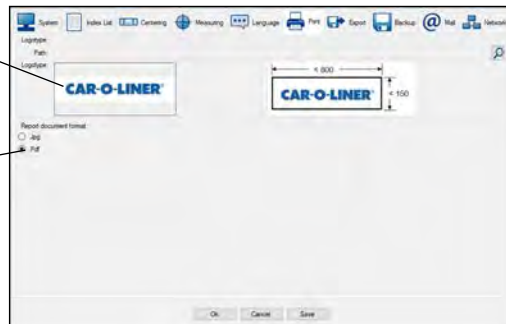 System Index List Centering Measuring Language Print Export Backup Mail Network
Logotype
Path:
Logotype:
CAR-O-LINER®
< 800
CAR-O-LINER®
< 150
Report document format
Jpg
Pdf
Ok Cancel Save